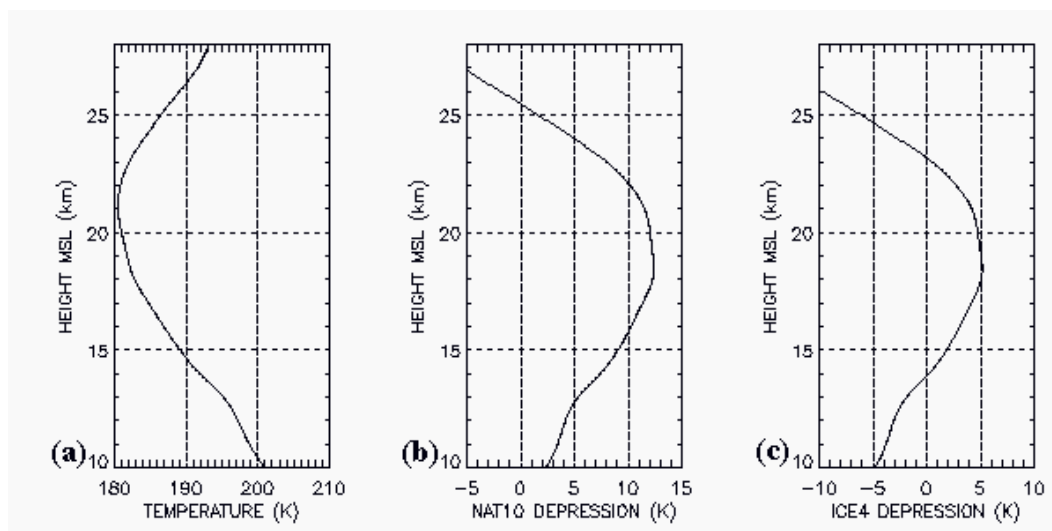 25
20
15
10
HEIGHT MSL (km)
(a)
180 190 200 210
TEMPERATURE (K)
25
20
15
10
HEIGHT MSL (km)
(b)
-5 0 5 10 15
NAT10 DEPRESSION (K)
25
20
15
10
HEIGHT MSL (km)
(c)
-10 -5 0 5 10
ICE4 DEPRESSION (K)